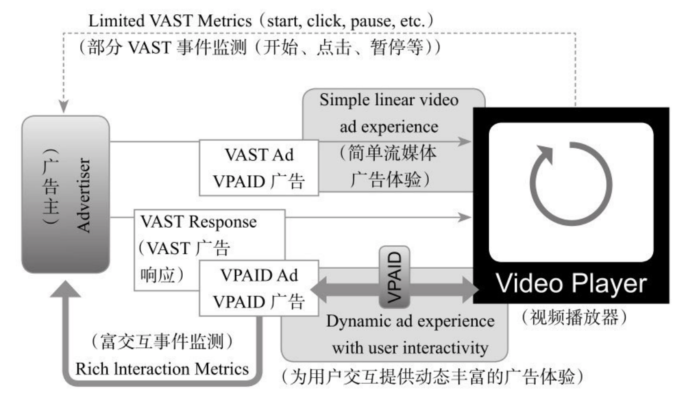 Limited VAST Metrics（start, click, pause, etc.）
（部分 VAST 事件监测（开始、点击、暂停等））
Simple linear video
ad experience
（简单流媒体
广告体验）
VAST Ad
VPAID 广告
（广告主）
Advertiser
VAST Response
（VAST 广告
响应）
VPAID Ad
VPAID 广告
VPAID
Video Player
（视频播放器）
Dynamic ad experience
with user interactivity
（为用户交互提供动态丰富的广告体验）
（富交互事件监测）
Rich lnteraction Metrics